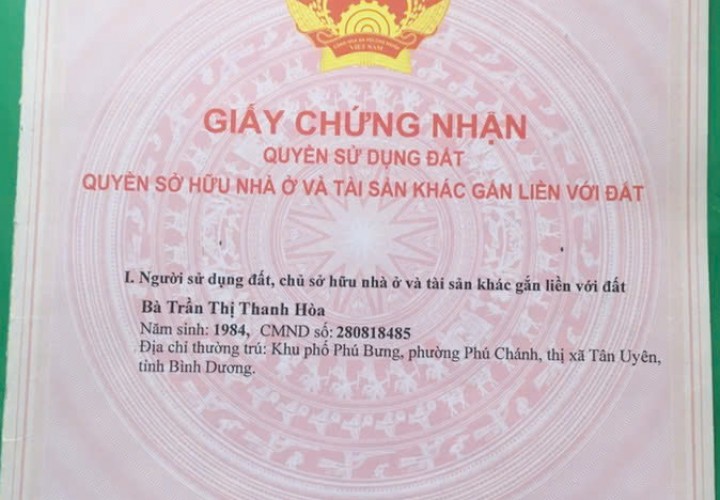 VIỆT NAM
GIẤY CHỨNG NHẬN
QUYỀN SỬ DỤNG ĐẤT
QUYỀN SỞ HỮU NHÀ Ở VÀ TÀI SẢN KHÁC GẮN LIỀN VỚI ĐẤT
I. Người sử dụng đất, chủ sở hữu nhà ở và tài sản khác gắn liền với đất
Bà Trần Thị Thanh Hòa
Năm sinh: 1984, CMND số: 280818485
Địa chỉ thường trú: Khu phố Phú Bưng, phường Phú Chánh, thị xã Tân Uyên,
tỉnh Bình Dương.